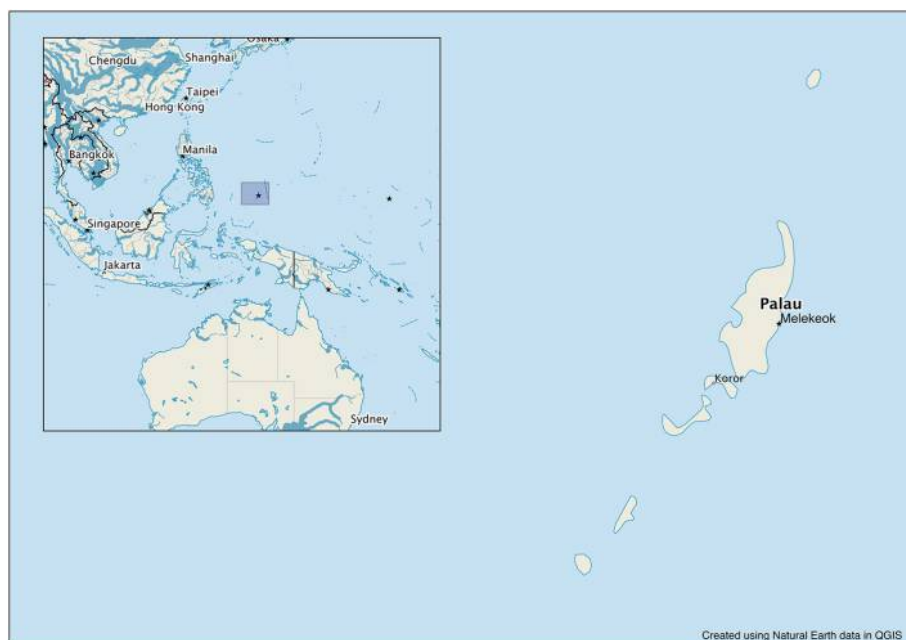 Osaka
Chengdu
Shanghai
Taipei
Hong Kong
Manila
Bangkok
Singapore
Jakarta
Sydney
Palau
Melekeok
Koror
Created using Natural Earth data in QGIS